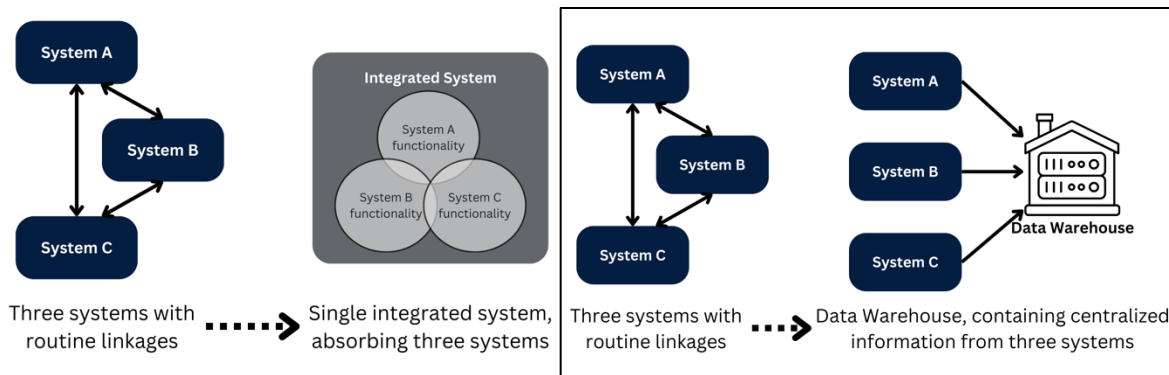 System A
System B
System C
Three systems with
routine linkages
Integrated System
System A
functionality
System B
functionality
System C
functionality
Single integrated system,
absorbing three systems
System A
System B
System C
Three systems with
routine linkages
System A
System B
System C
Data Warehouse
Data Warehouse, containing centralized
information from three systems